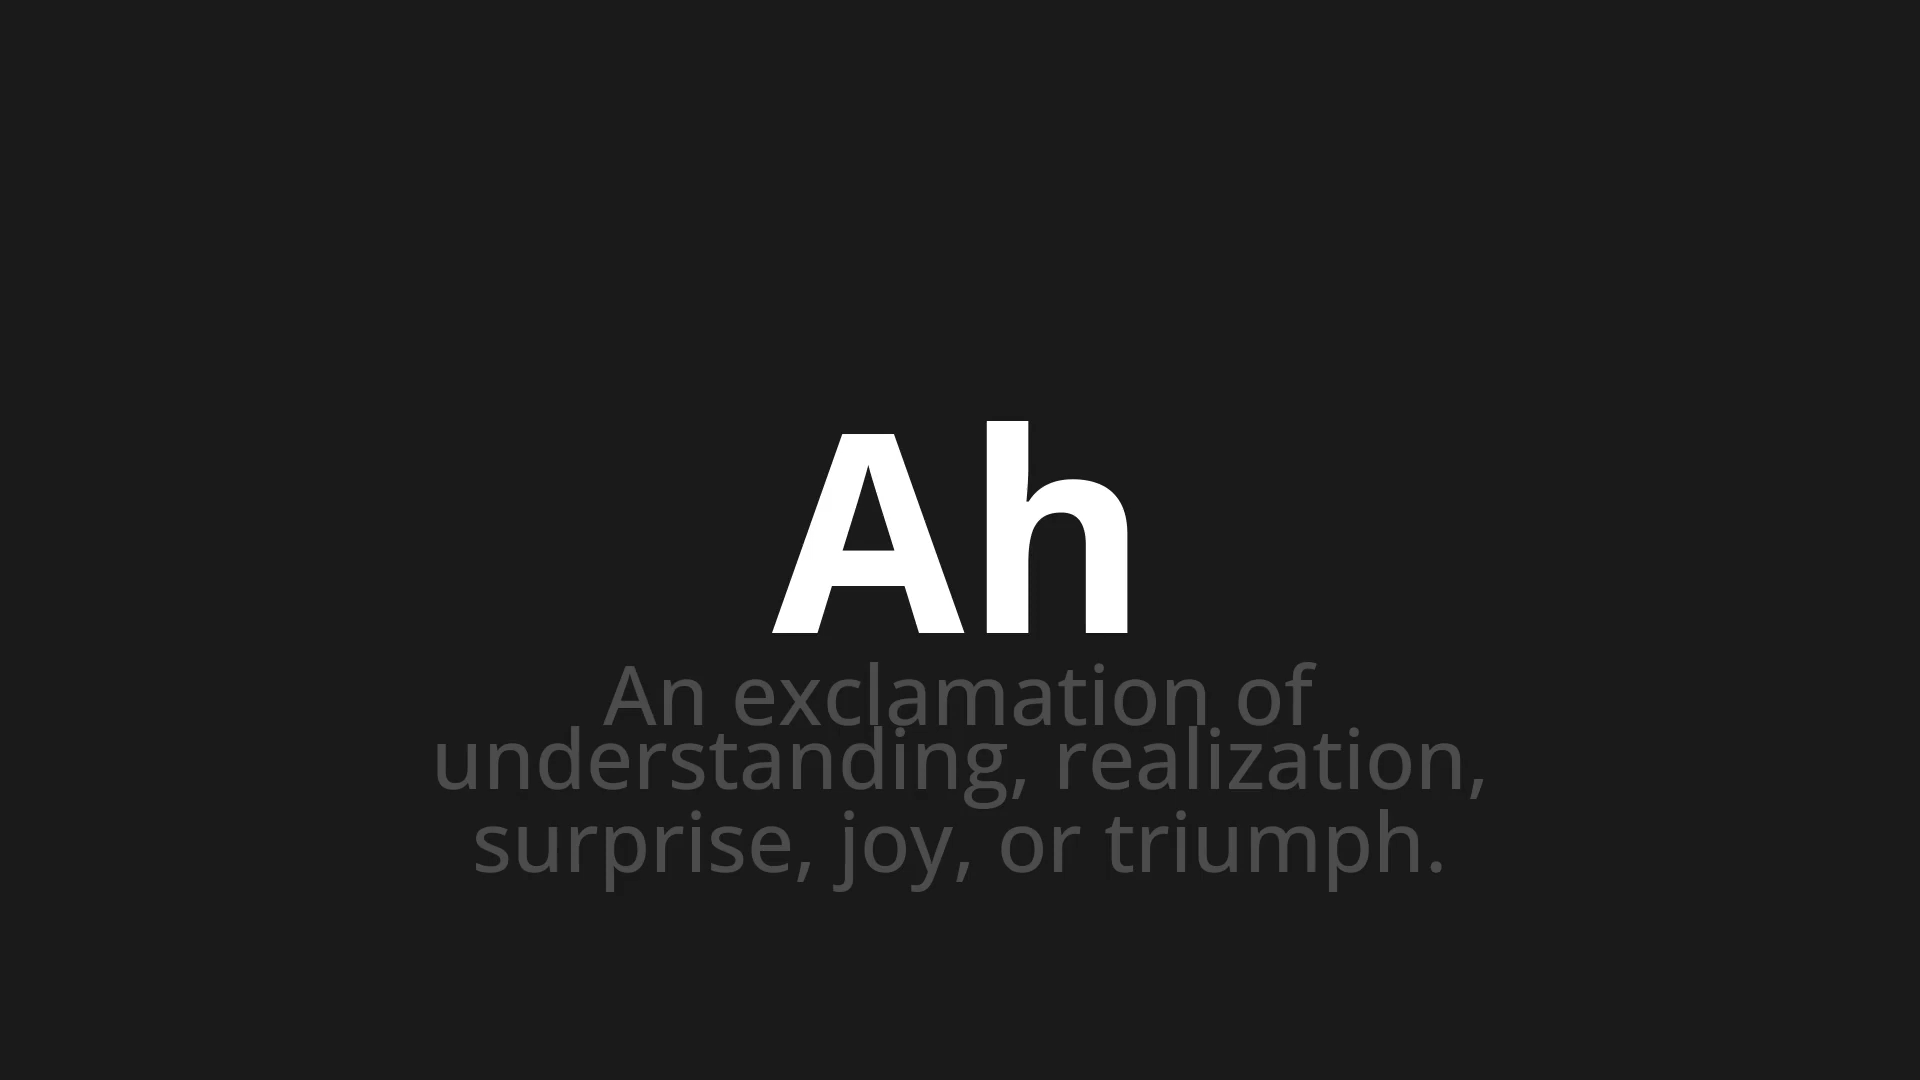 Ah
An exclamation of
understanding, realization,
surprise, joy, or triumph.